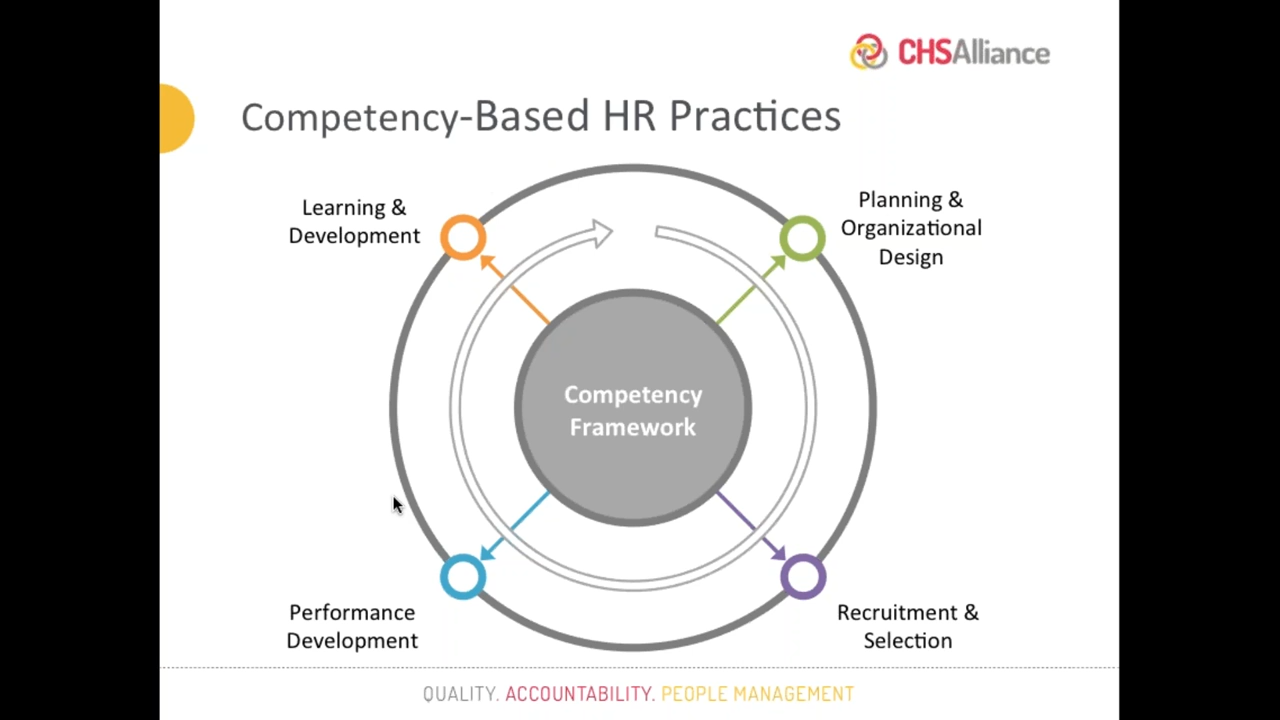 CHSAlliance
Competency-Based HR Practices
Learning &
Development
Planning &
Organizational
Design
Competency
Framework
Performance
Development
Recruitment &
Selection
QUALITY. ACCOUNTABILITY. PEOPLE MANAGEMENT